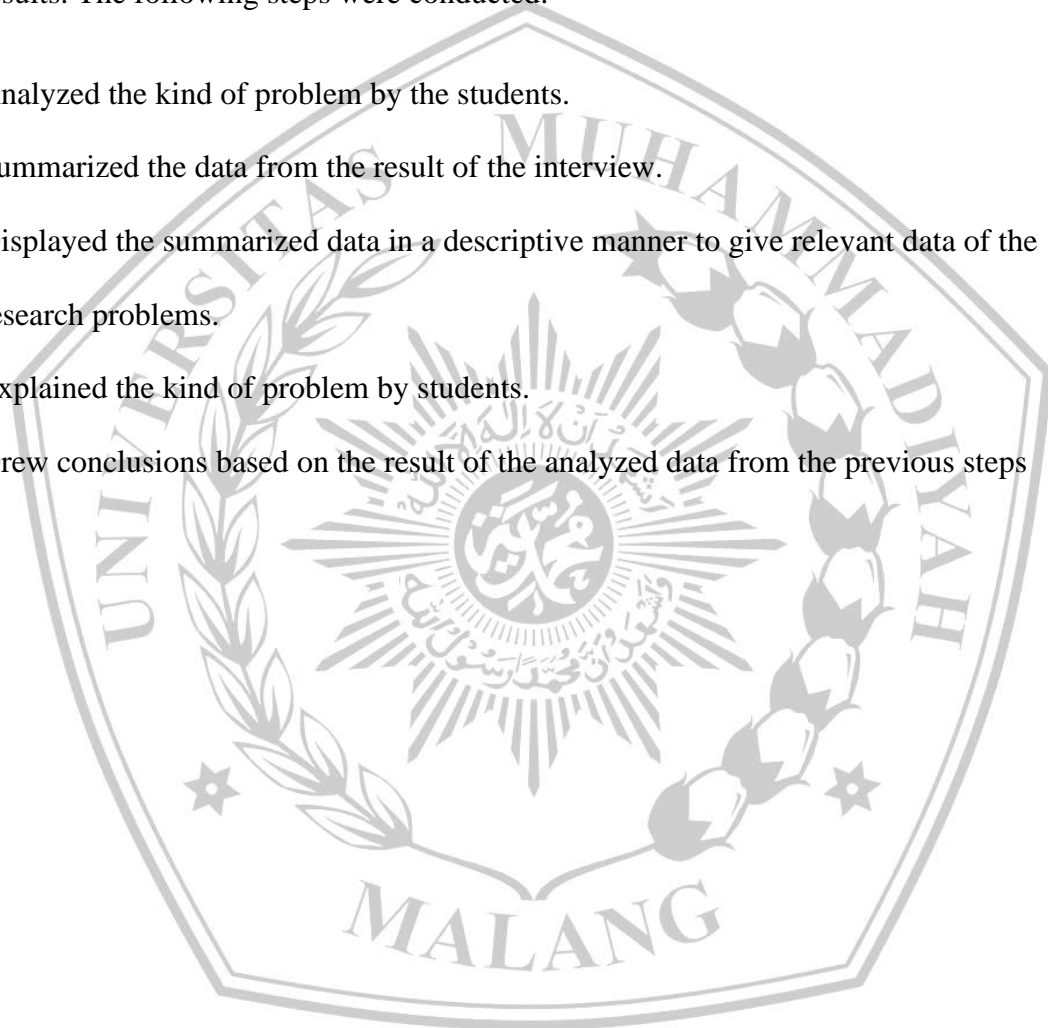 esults. The following steps were conducted:
nalyzed the kind of problem by the students.
ummarized the data from the result of the interview.
isplayed the summarized data in a descriptive manner to give relevant data of the
esearch problems.
xplained the kind of problem by students.
rew conclusions based on the result of the analyzed data from the previous steps
UNIVERSITAS MUHAMMADIYAH
MALANG